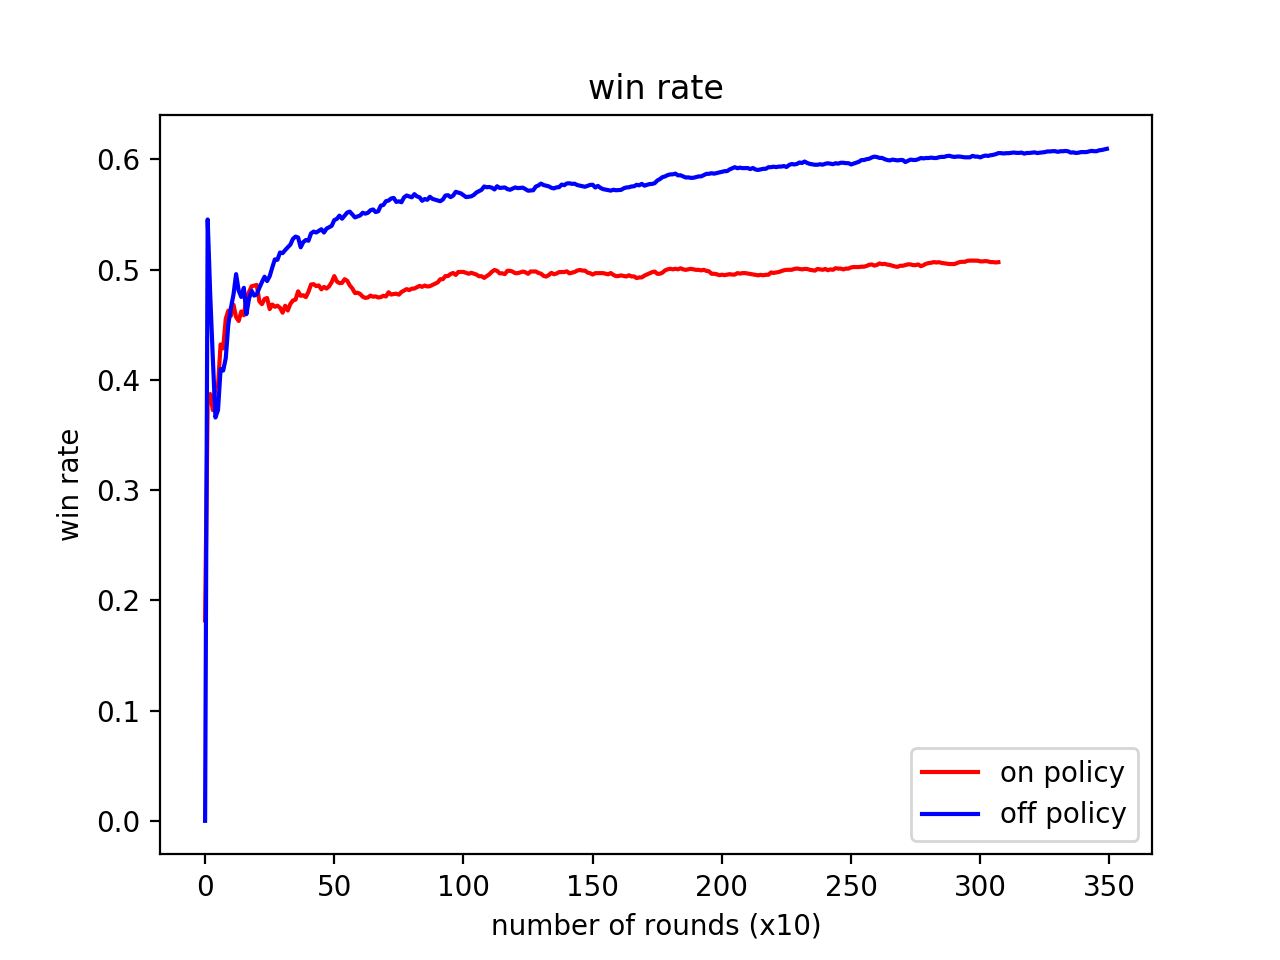 win rate
win rate
0.6
0.5
0.4
0.3
0.2
0.1
0.0
0 50 100 150 200 250 300 350
number of rounds (x10)
on policy
off policy